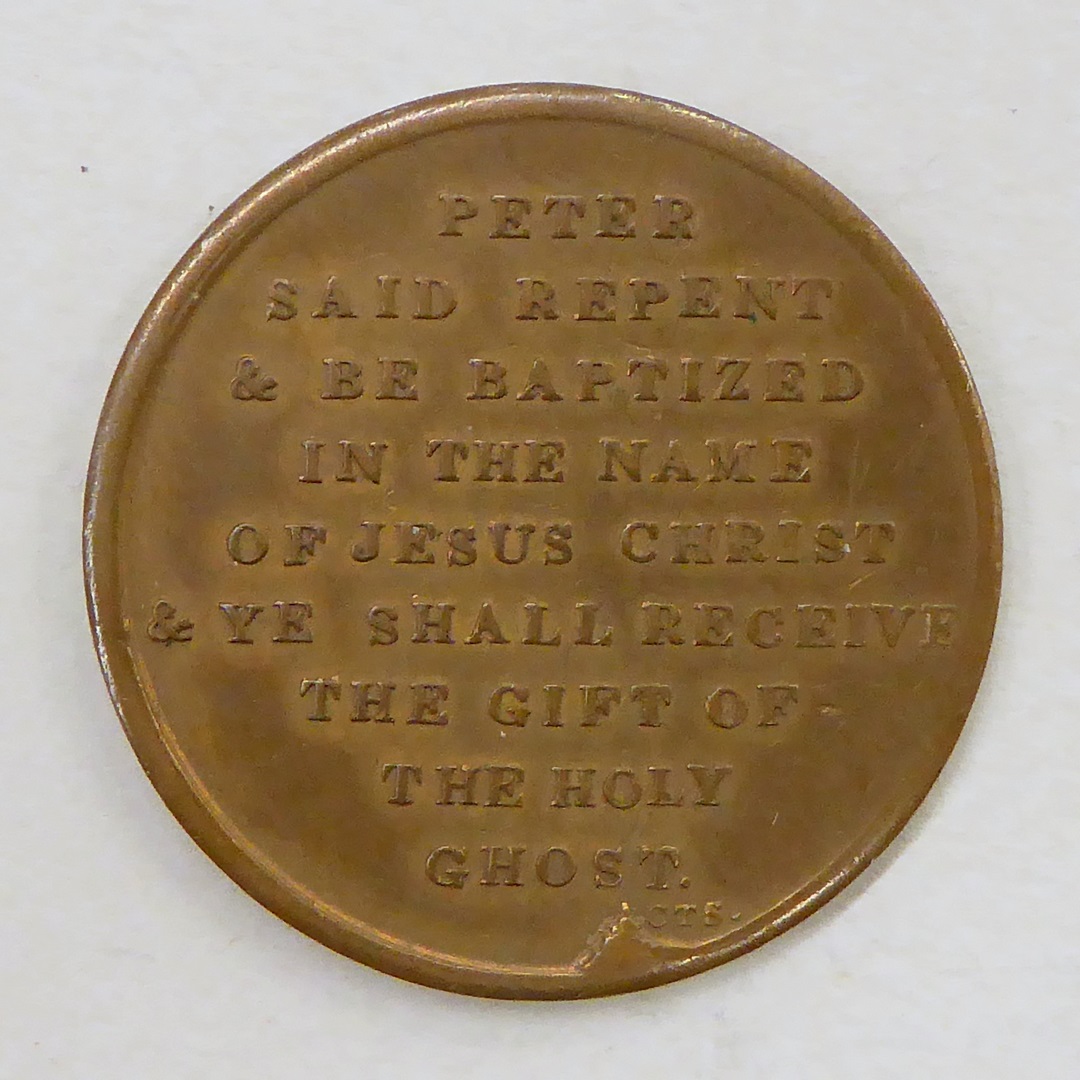 PETER
SAID REPENT
& BE BAPTIZED
IN THE NAME
OF JESUS CHRIST
& YE SHALL RECEIVE
THE GIFT OF
THE HOLY
GHOST.
CTS.